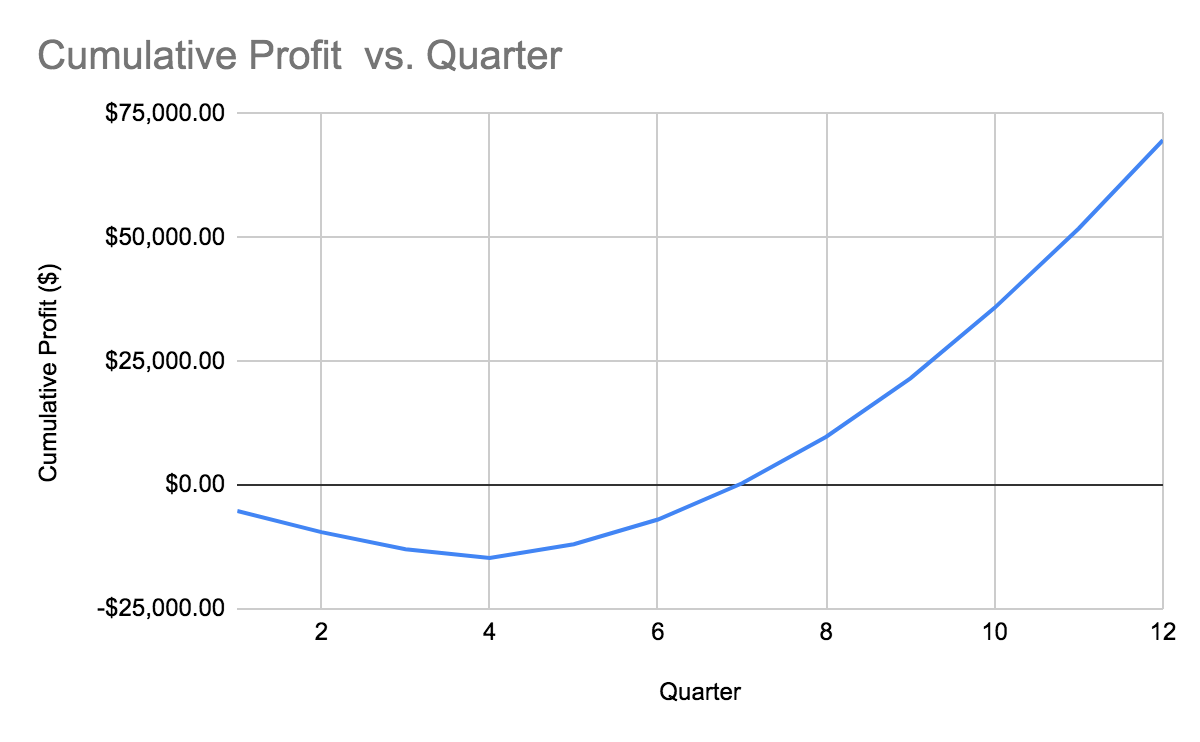 Cumulative Profit  vs. Quarter
$75,000.00
$50,000.00
$25,000.00
$0.00
-$25,000.00
Cumulative Profit ($)
2 4 6 8 10 12
Quarter